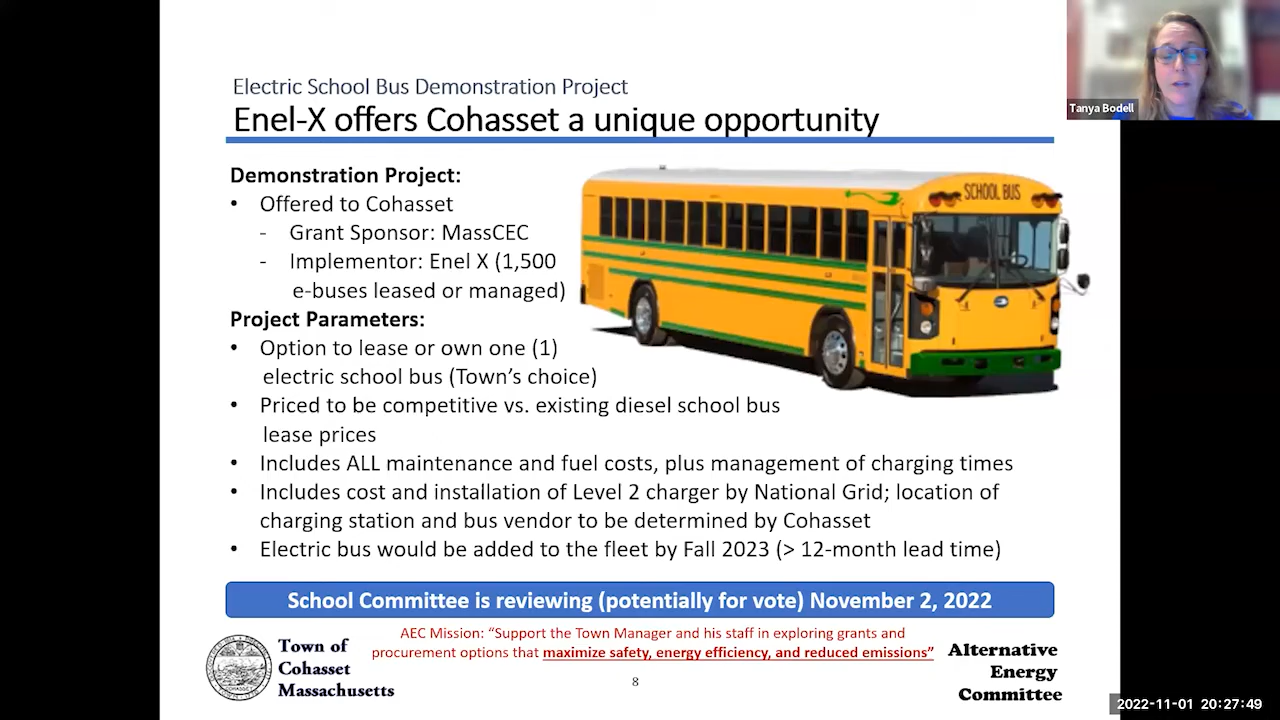 Electric School Bus Demonstration Project
Enel-X offers Cohasset a unique opportunity
Demonstration Project:
• Offered to Cohasset
- Grant Sponsor: MassCEC
- Implementor: Enel X (1,500
e-buses leased or managed)
Project Parameters:
• Option to lease or own one (1)
electric school bus (Town’s choice)
• Priced to be competitive vs. existing diesel school bus
lease prices
• Includes ALL maintenance and fuel costs, plus management of charging times
• Includes cost and installation of Level 2 charger by National Grid; location of
charging station and bus vendor to be determined by Cohasset
• Electric bus would be added to the fleet by Fall 2023 (> 12-month lead time)
SCHOOL BUS
School Committee is reviewing (potentially for vote) November 2, 2022
AEC Mission: “Support the Town Manager and his staff in exploring grants and
procurement options that maximize safety, energy efficiency, and reduced emissions”
Town of
Cohasset
Massachusetts
8
Alternative
Energy
Committee
Tanya Bodell
2022-11-01 20:27:49